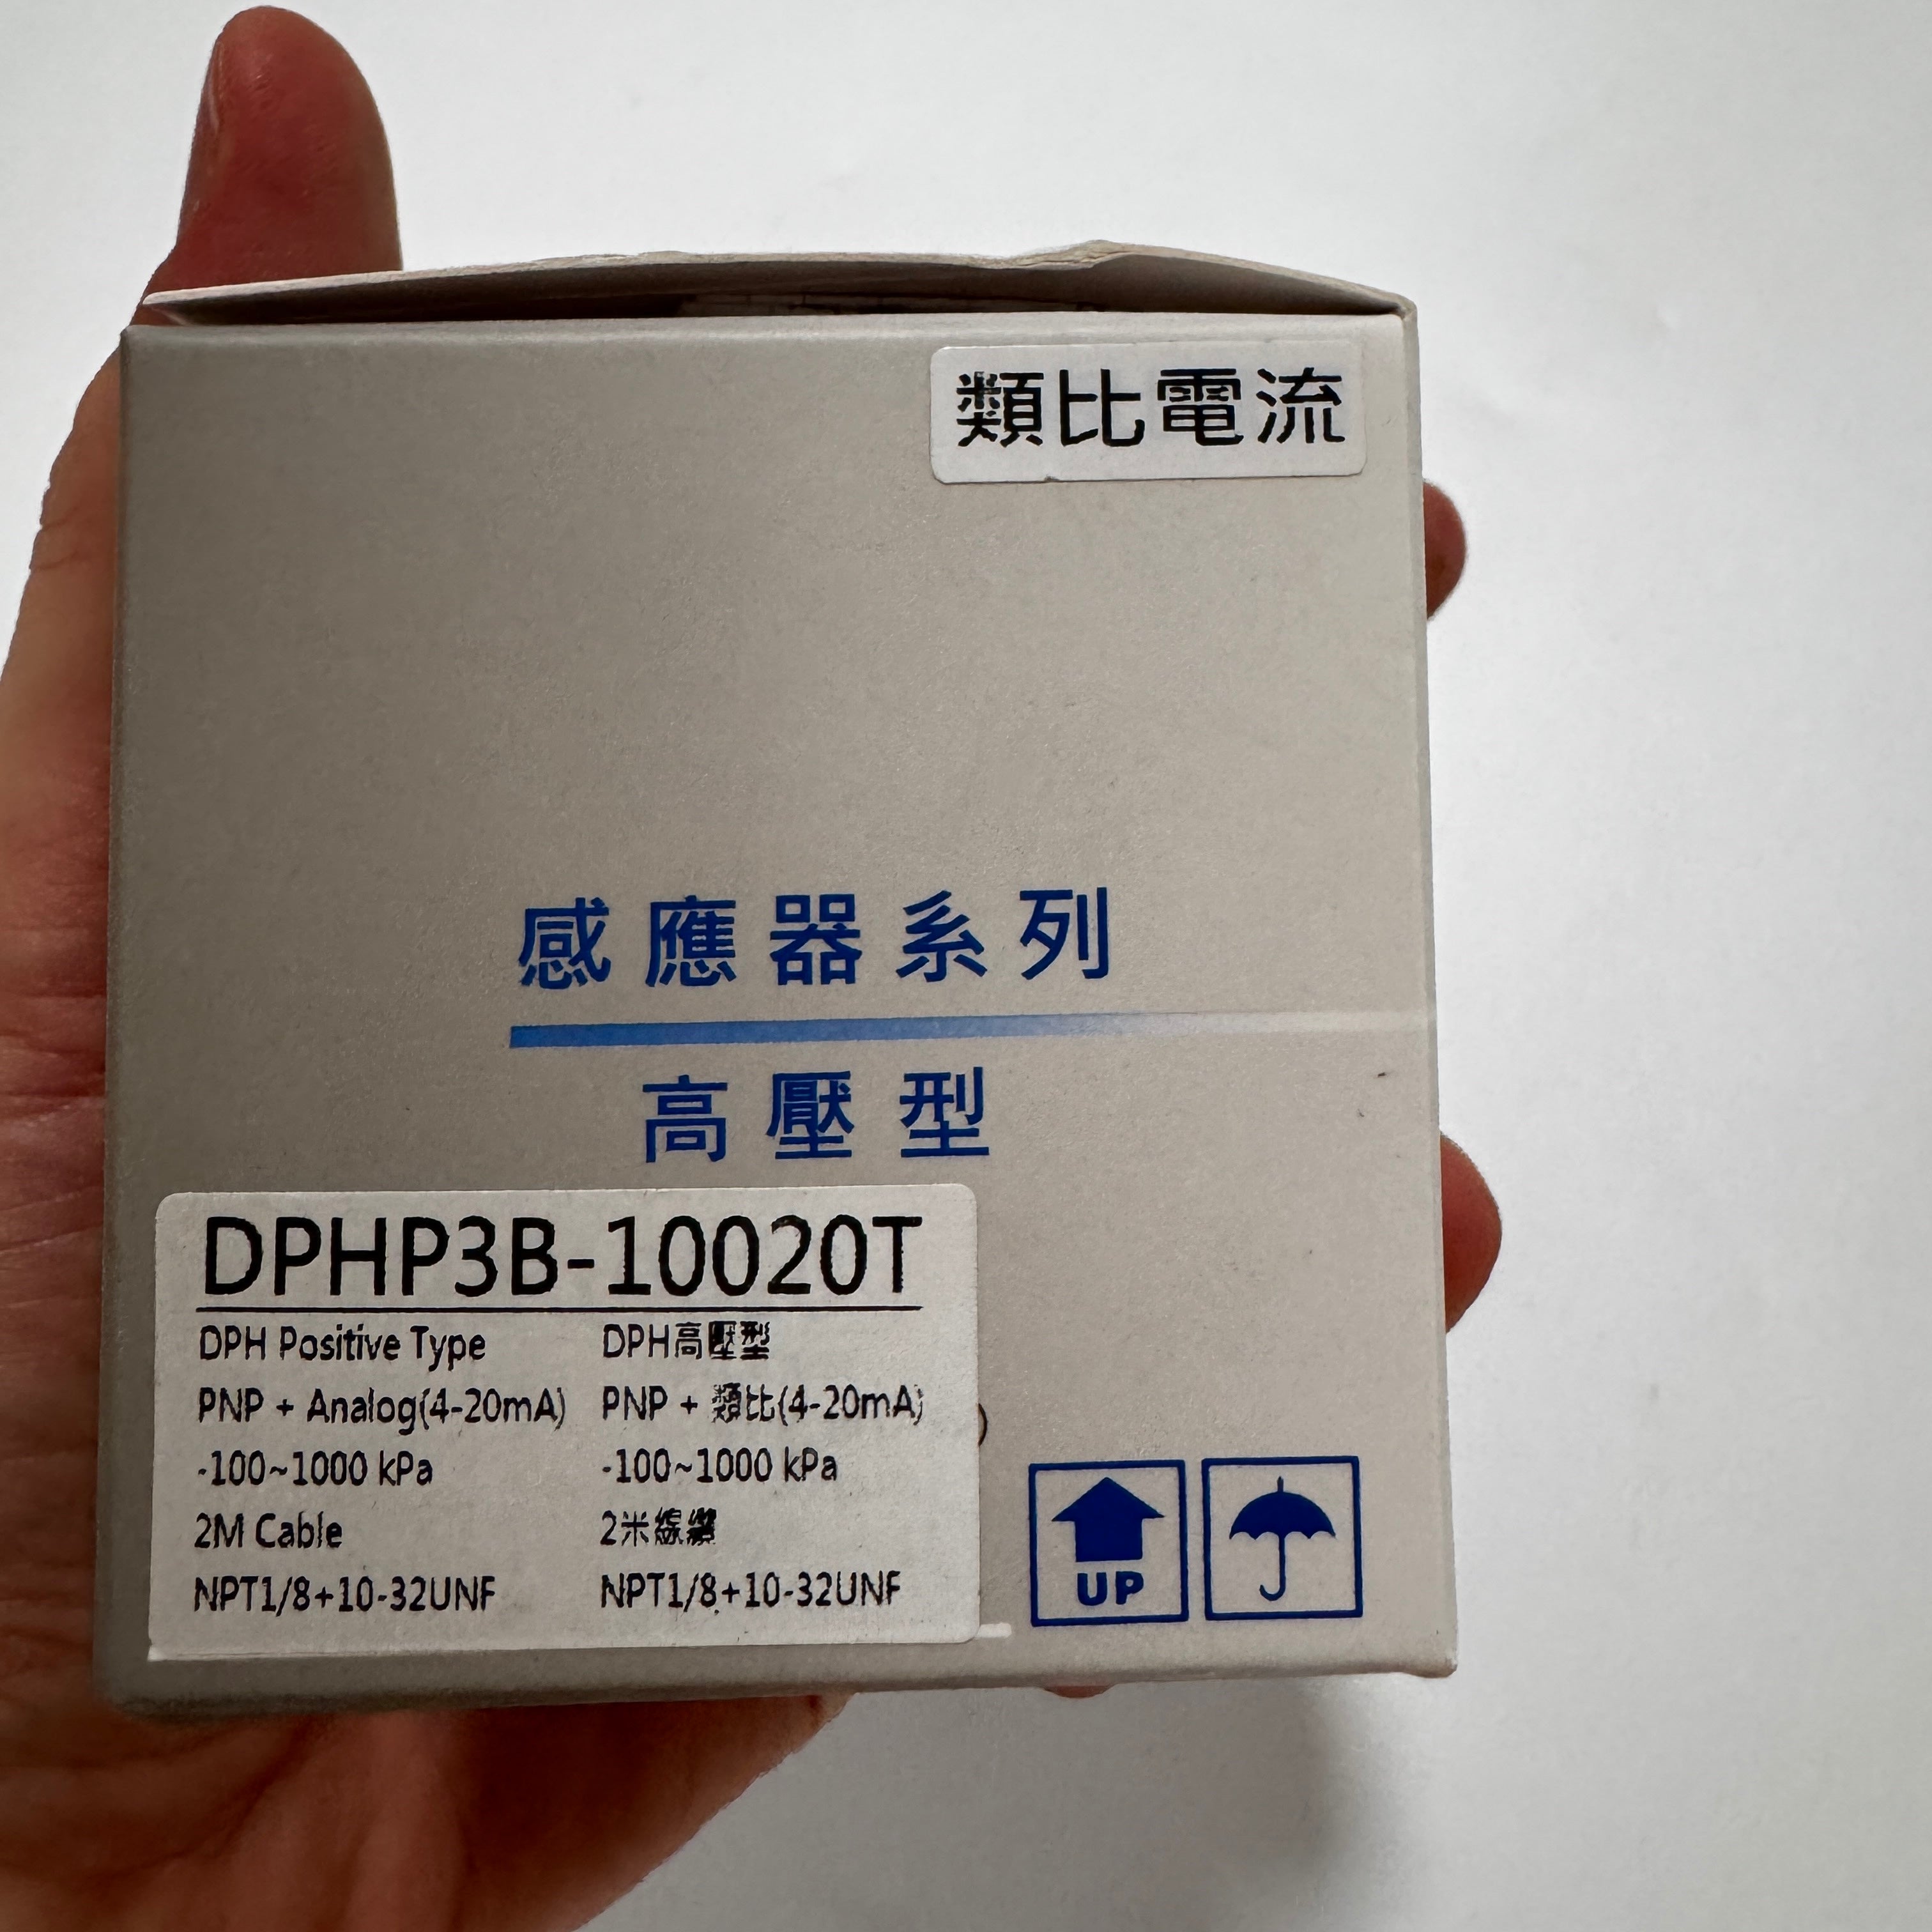 類比電流
感應器系列
高壓型
DPHP3B-10020T
DPH Positive Type DPH高壓型
PNP + Analog(4-20mA) PNP + 類比(4-20mA)
-100~1000 kPa -100~1000 kPa
2M Cable 2米線纜
NPT1/8+10-32UNF NPT1/8+10-32UNF
UP